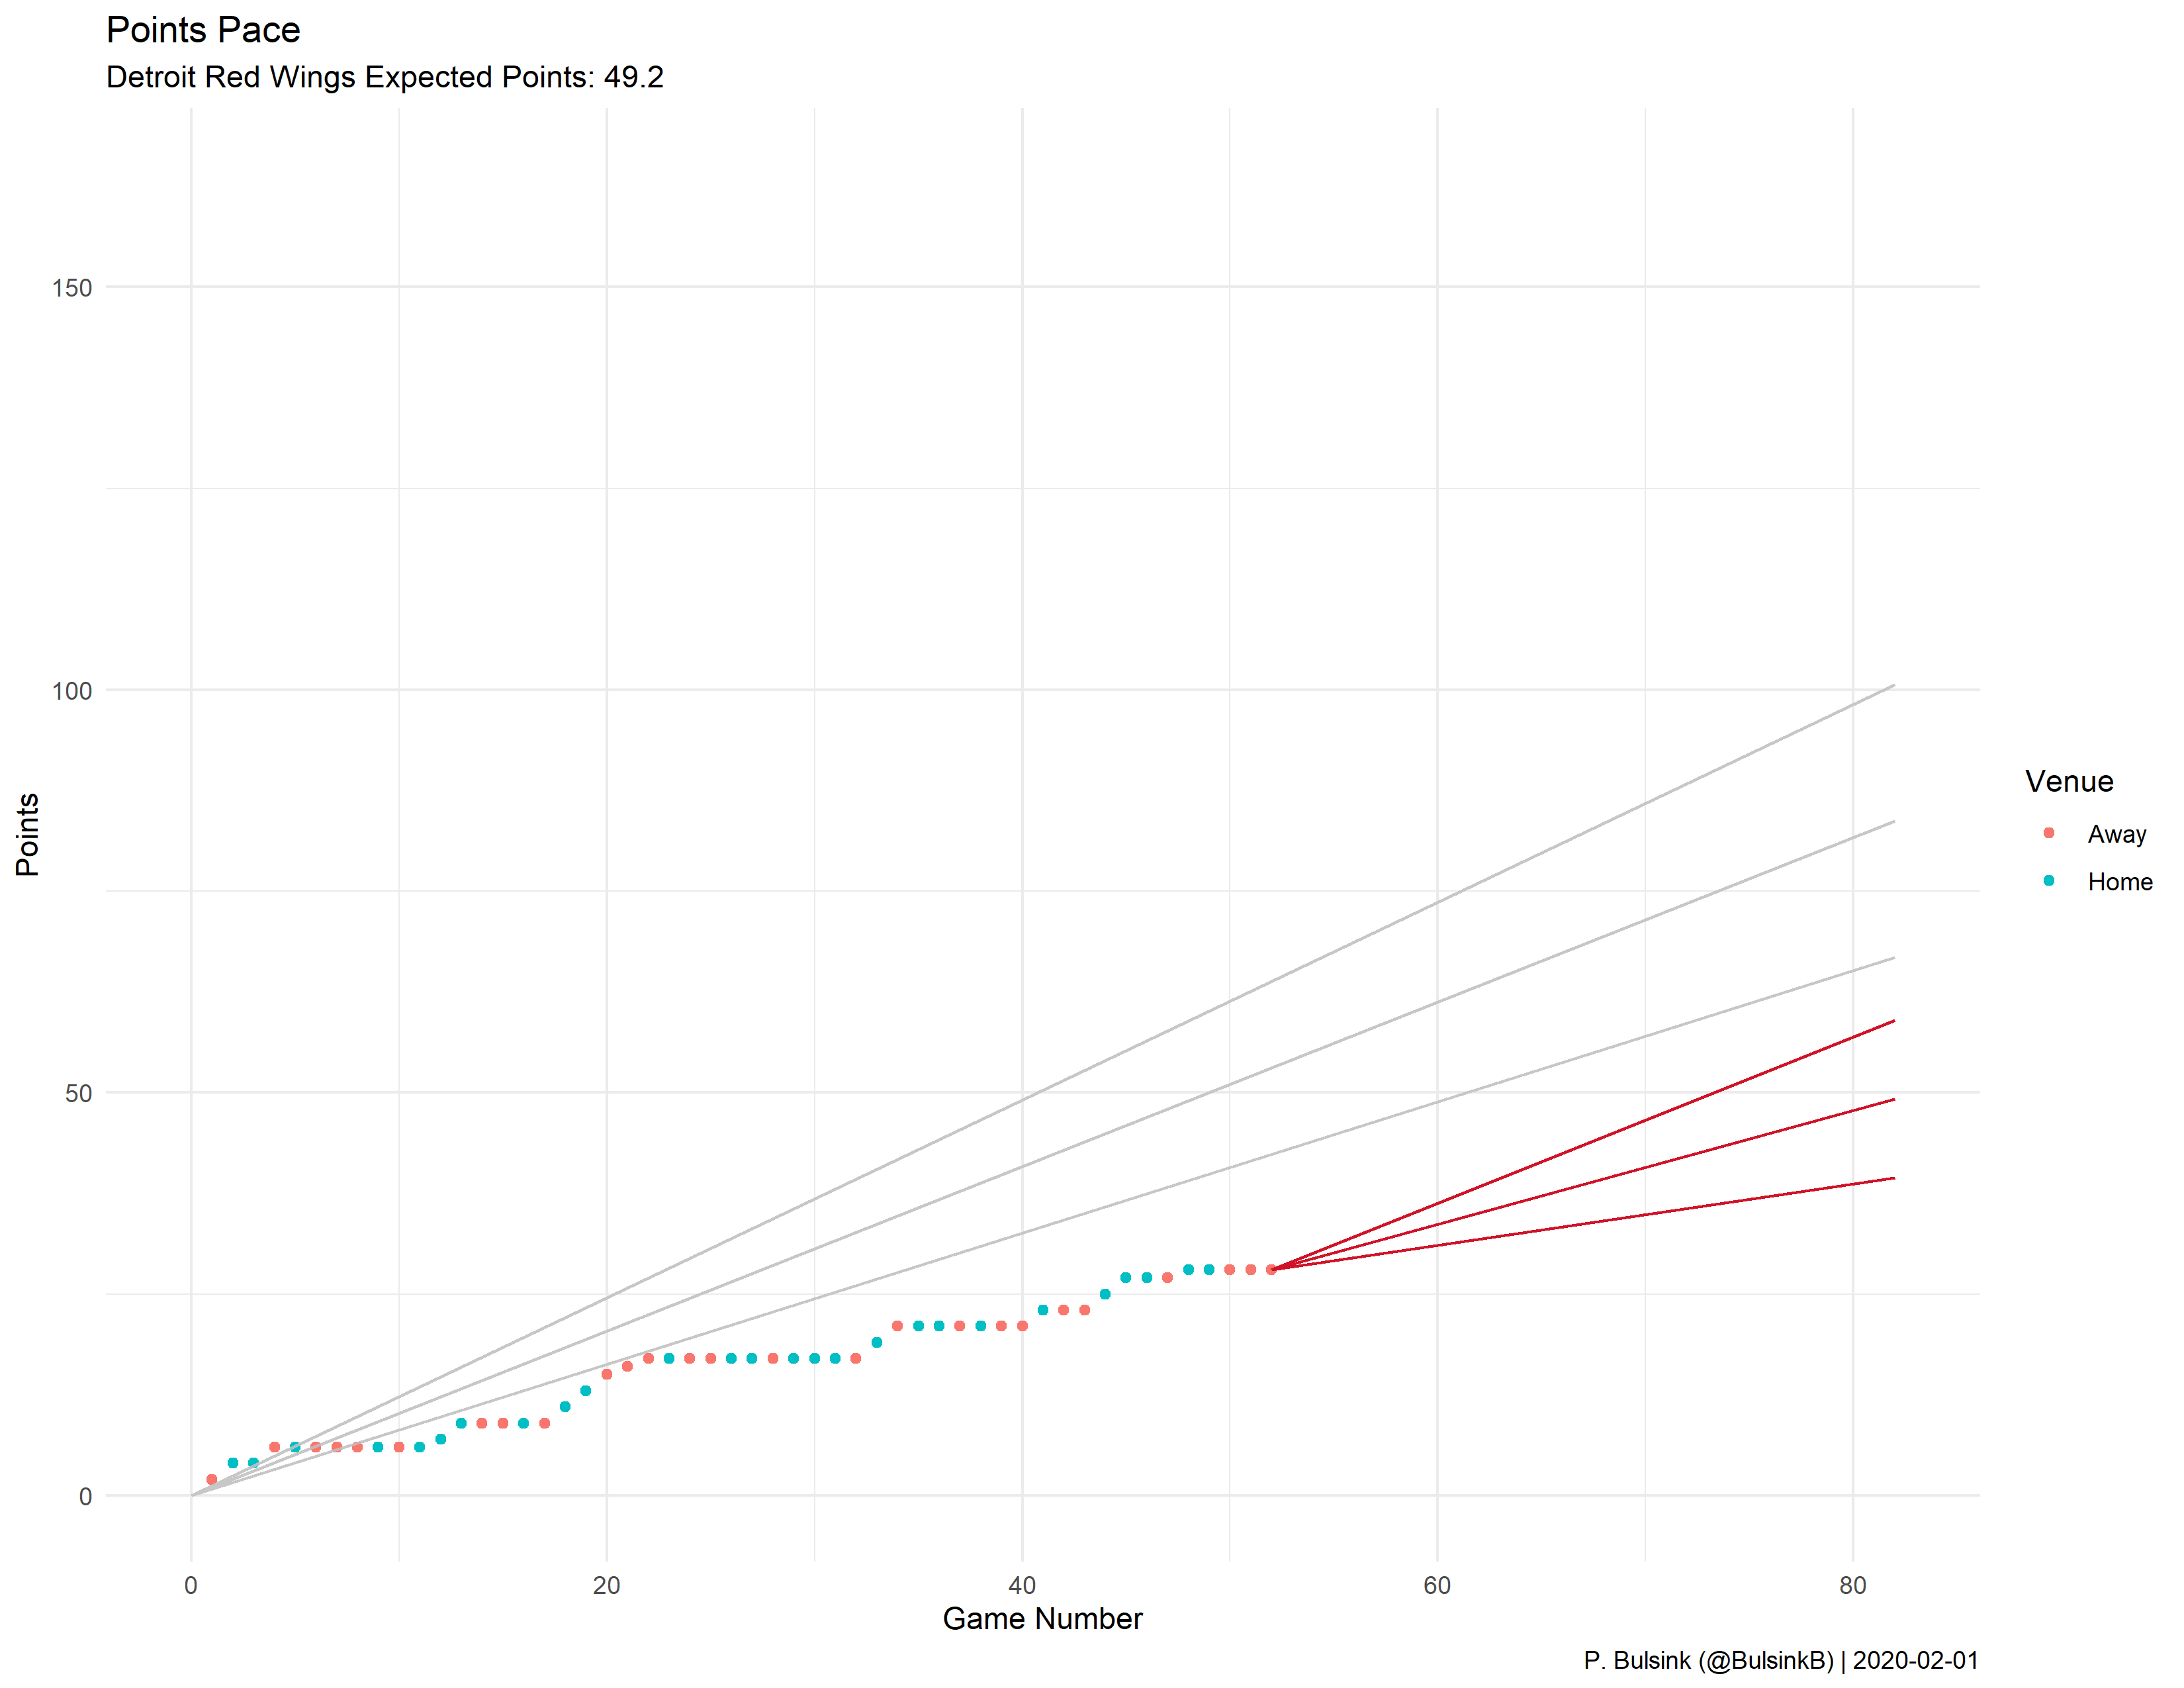 Points Pace
Detroit Red Wings Expected Points: 49.2
150
100
50
0
Points
0 20 40 60 80
Game Number
Venue
Away
Home
P. Bulsink (@BulsinkB) | 2020-02-01